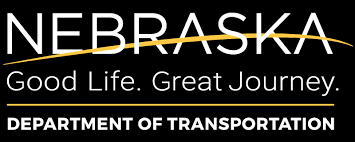 NEBRASKA
Good Life. Great Journey.
DEPARTMENT OF TRANSPORTATION